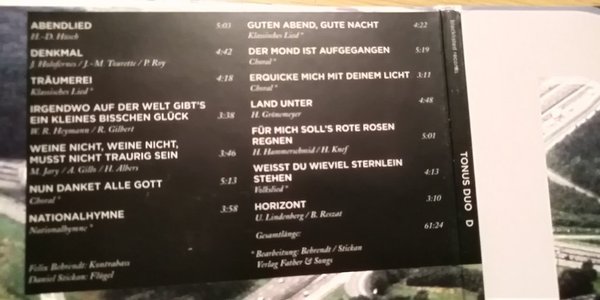 ABENDLIED 5:03
H.-D. Hüsch
DENKMAL 4:42
J. Holofernes / J.-M. Tourette / P. Roy
TRÄUMEREI 4:18
Klassisches Lied *
IRGENDWO AUF DER WELT GIBT'S
EIN KLEINES BISSCHEN GLÜCK 3:38
W. R. Heymann / R. Gilbert
WEINE NICHT, WEINE NICHT,
MUSST NICHT TRAURIG SEIN 3:46
M. Jary / A. Gilln / H. Albers
NUN DANKET ALLE GOTT 5:13
Choral *
NATIONALHYMNE 3:58
Nationalhymne *
Felix Behrendt: Kontrabass
Daniel Stickan: Flügel
GUTEN ABEND, GUTE NACHT 4:22
Klassisches Lied *
DER MOND IST AUFGEGANGEN 5:19
Choral *
ERQUICKE MICH MIT DEINEM LICHT 3:11
Choral *
LAND UNTER 4:48
H. Grönemeyer
FÜR MICH SOLL'S ROTE ROSEN
REGNEN 5:01
H. Hammerschmid / H. Knef
WEISST DU WIEVIEL STERNLEIN
STEHEN 4:13
Volkslied *
HORIZONT 3:10
U. Lindenberg / B. Reszat
Gesamtlänge: 61:24
* Bearbeitung: Behrendt / Stickan
Verlag Father & Songs
TONUS DUO D